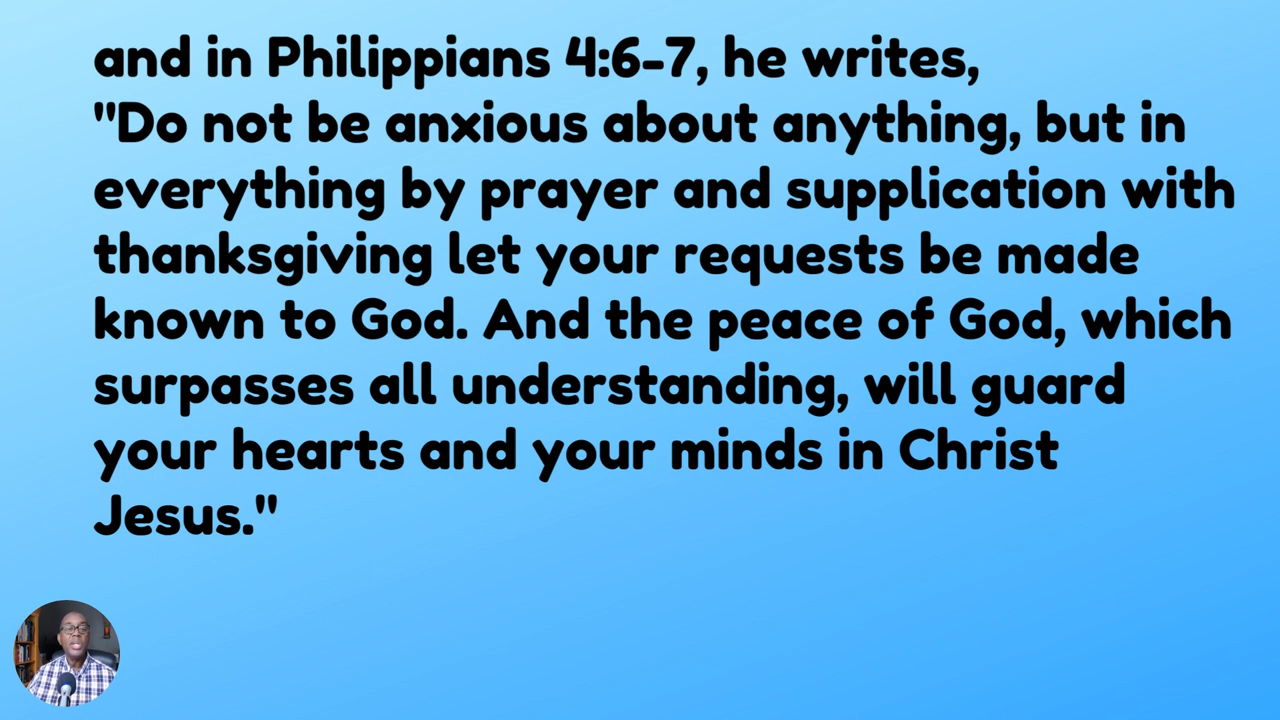 and in Philippians 4:6-7, he writes,
"Do not be anxious about anything, but in
everything by prayer and supplication with
thanksgiving let your requests be made
known to God. And the peace of God, which
surpasses all understanding, will guard
your hearts and your minds in Christ
Jesus."